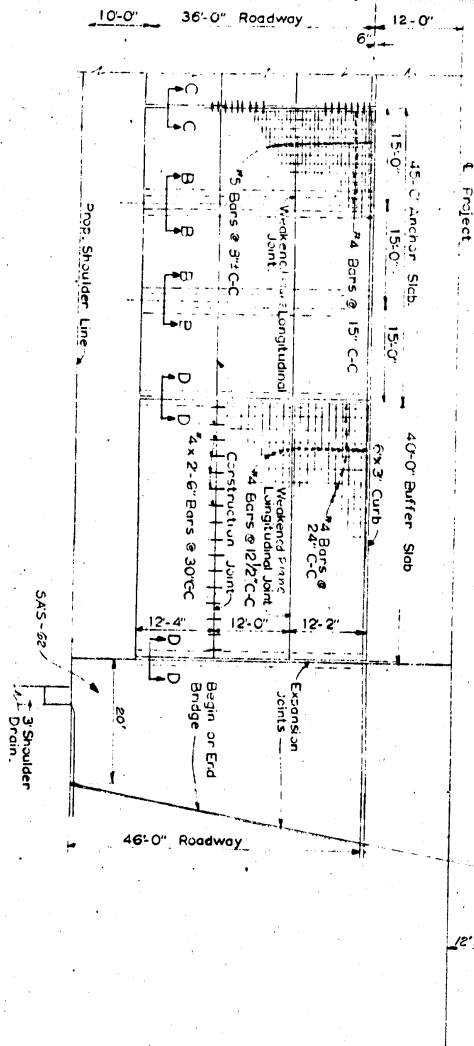 10'-0"
36'-0" Roadway
12'-0"
6"
℄ Project
C
C
B
B
B
D
D
D
D
15'-0"
15'-0"
15'-0"
45'-0" Anchor Slab
40'-0" Buffer Slab
Prop. Shoulder Line
#5 Bars @ C-C
Weakened Longitudinal
Joint.
#4 Bars @ 15" C-C
6"x3" Curb
#4 x 2'-6" Bars @ 30" C-C
Construction Joint
#4 Bars @ 12 1/2" C-C
Weakened Plane
Longitudinal Joint
#4 Bars @
24" C-C
12'-4"
12'-0"
12'-2"
SAS-62
20'
Begin or End
Bridge
Expansion
Joints
3' Shoulder
Drain.
46'-0" Roadway